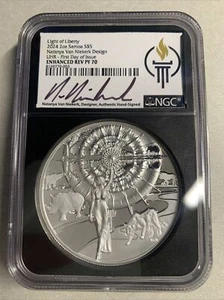 Light of Liberty
2024 2oz Samoa S$5
Natanya Van Niekerk Design
UHR - First Day of Issue
ENHANCED REV PF 70
NGC
Natanya Van Niekerk, Designer, Authentic Hand-Signed